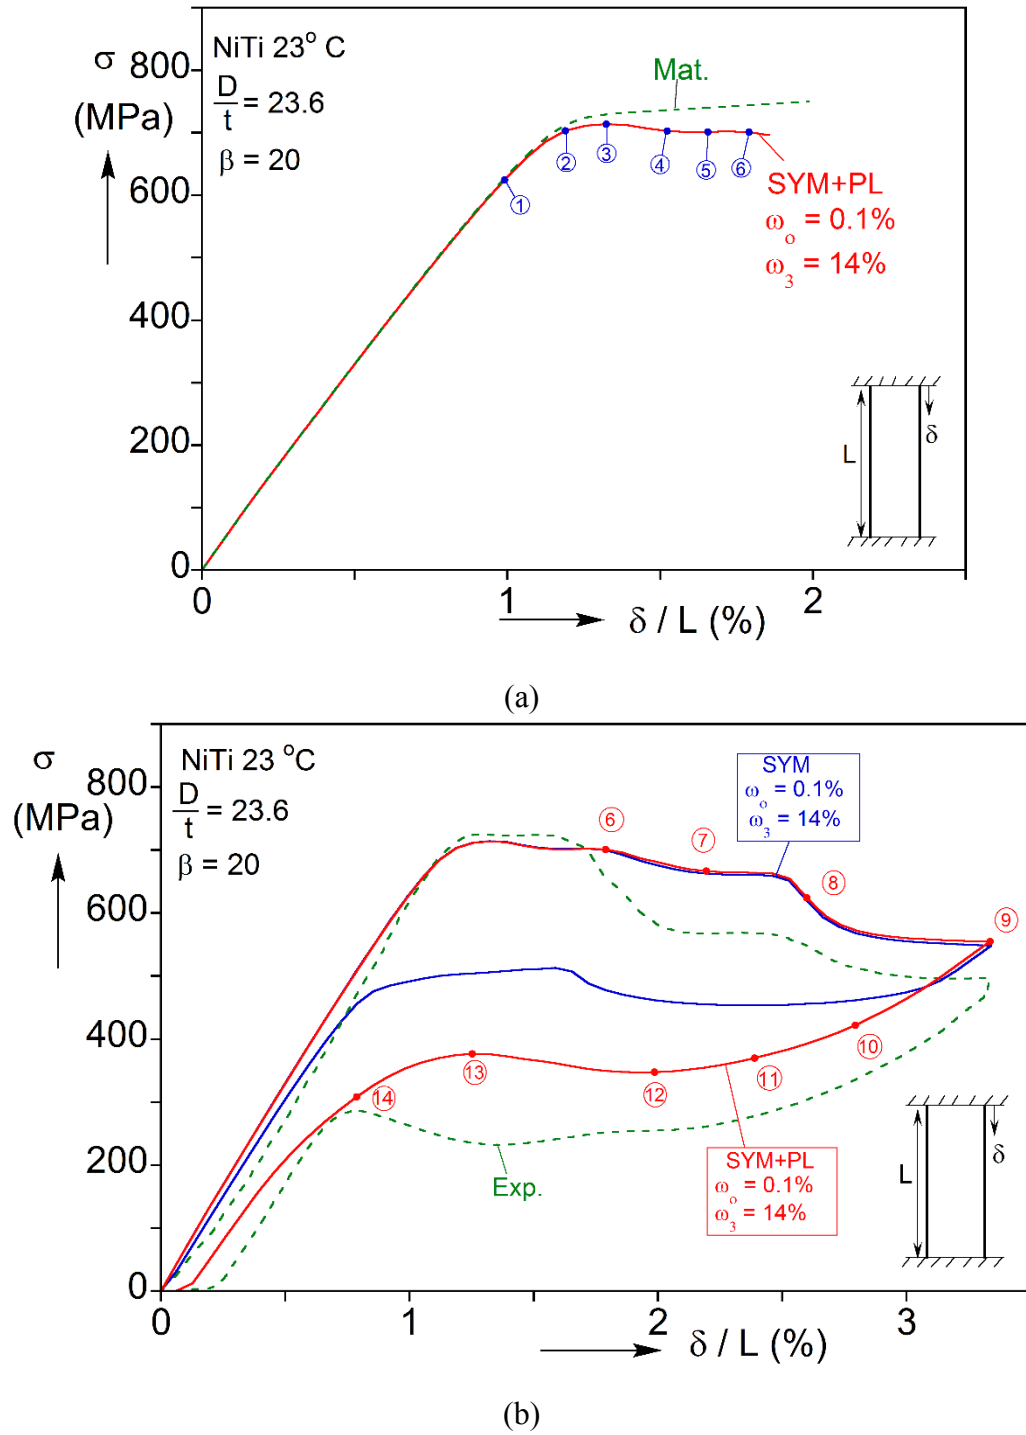 σ
(MPa)
NiTi 23° C
D/t = 23.6
β = 20
800
600
400
200
0
Mat.
①
②
③
④
⑤
⑥
SYM+PL
ω₀ = 0.1%
ω₃ = 14%
L
δ
0
1
2
δ / L (%)
(a)
σ
(MPa)
NiTi 23 °C
D/t = 23.6
β = 20
800
600
400
200
0
SYM
ω₀ = 0.1%
ω₃ = 14%
⑥
⑦
⑧
⑨
⑩
⑪
⑫
⑬
⑭
Exp.
SYM+PL
ω₀ = 0.1%
ω₃ = 14%
L
δ
0
1
2
3
δ / L (%)
(b)